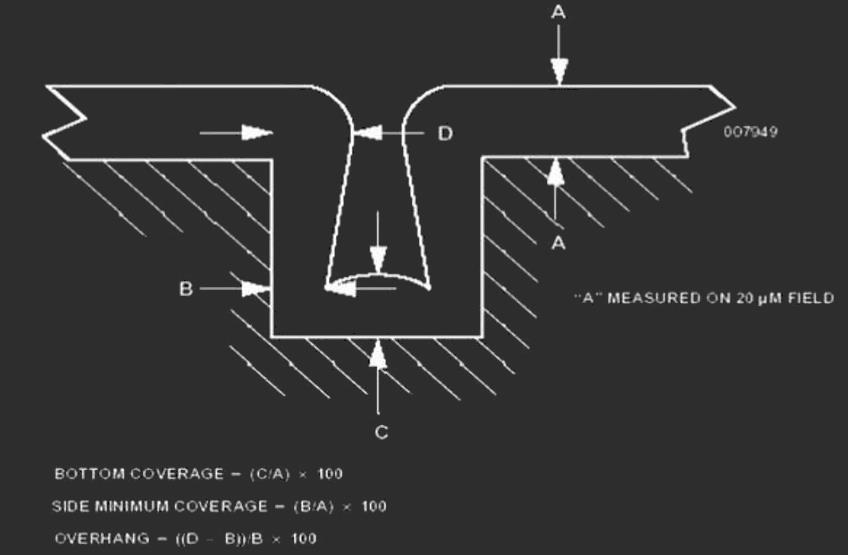 A
D
007949
A
B
"A" MEASURED ON 20 µM FIELD
C
BOTTOM COVERAGE = (C/A) × 100
SIDE MINIMUM COVERAGE = (B/A) × 100
OVERHANG = ((D - B))/B × 100